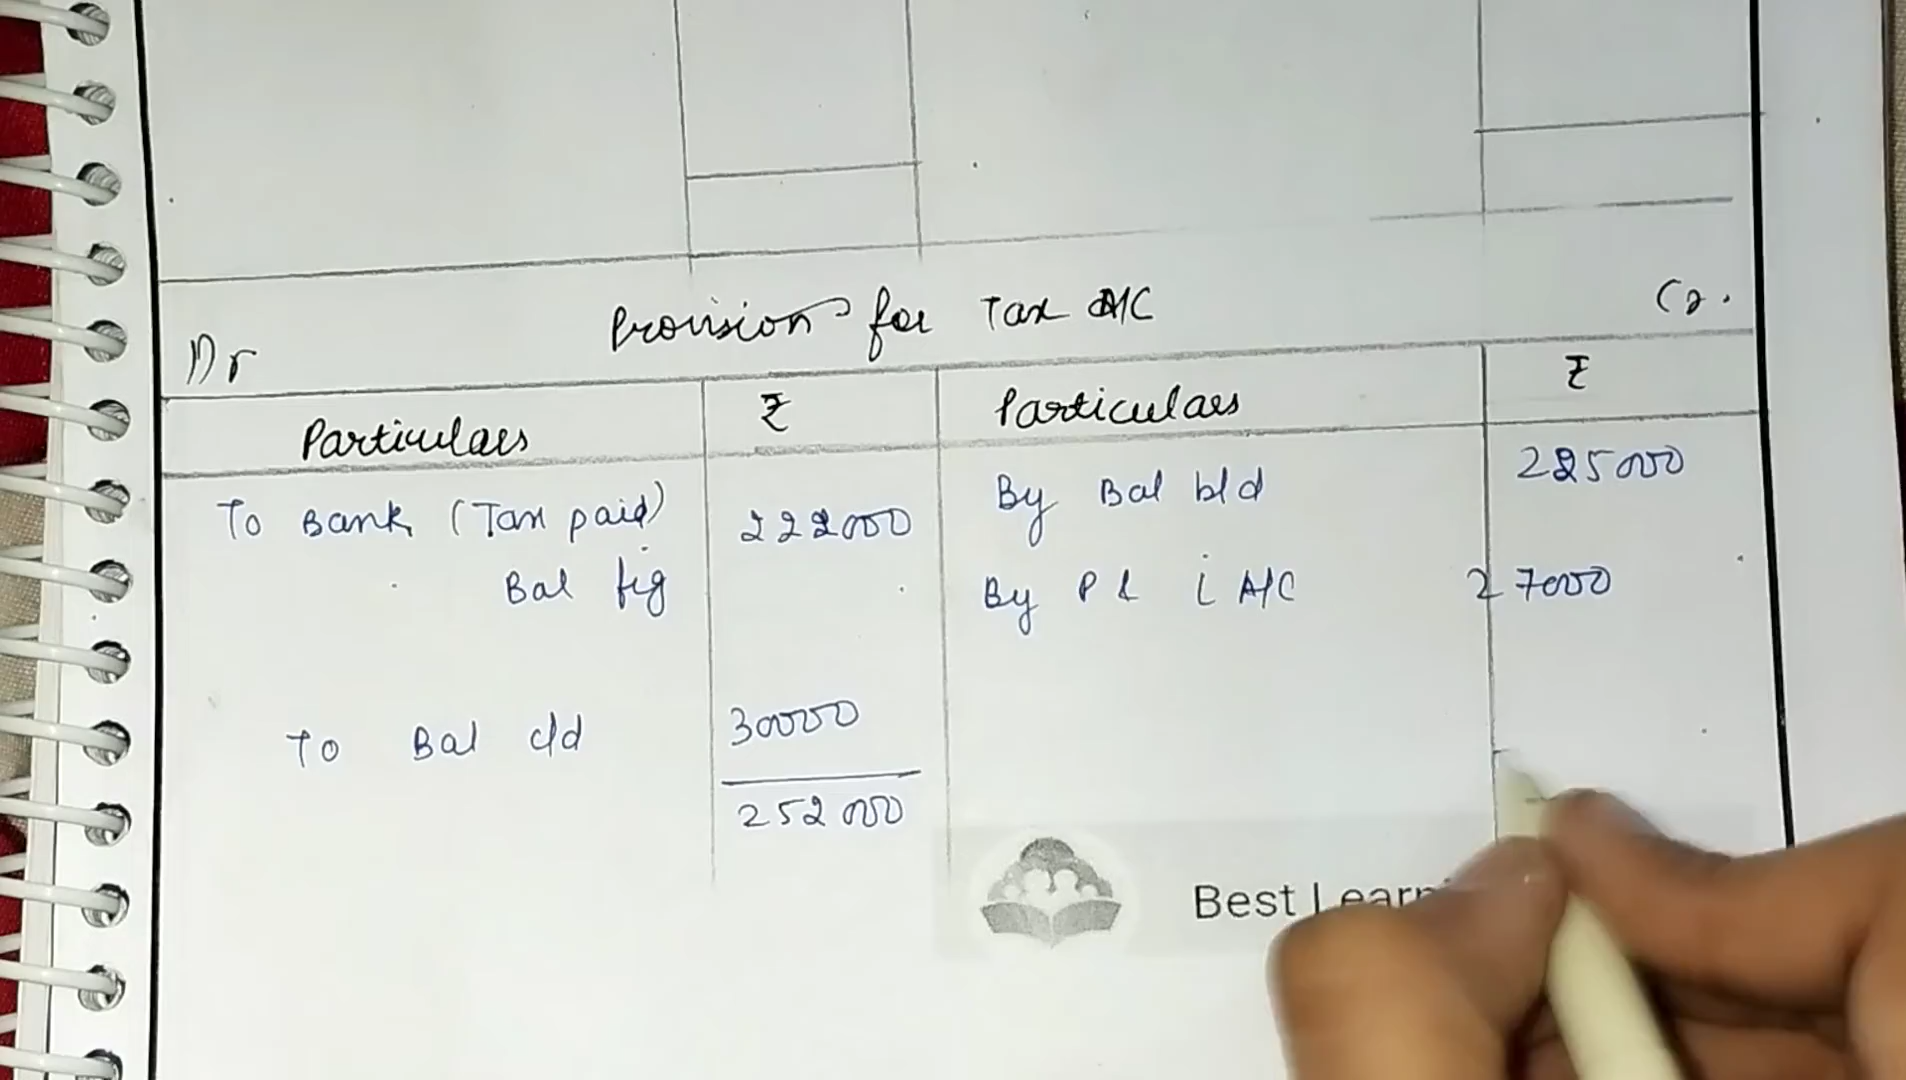 Provision for Tax A/C
Dr
Cr.
Particulars ₹ Particulars ₹
To Bank (Tax paid) 222000 By Bal b/d 225000
Bal fig By P & L A/C 27000
To Bal c/d 30000
252000
Best